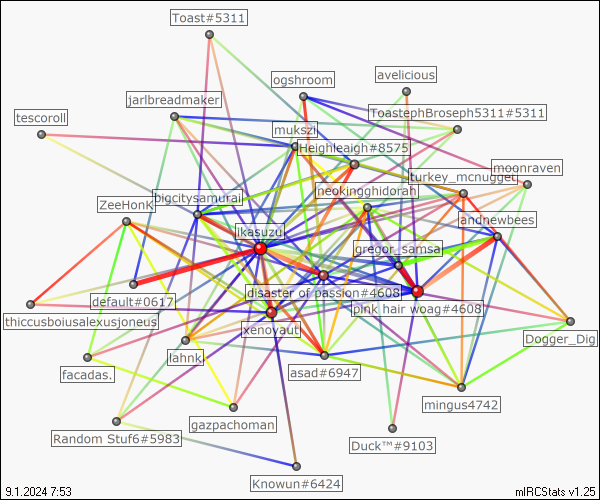 Toast#5311
ogshroom
avelicious
jarlbreadmaker
ToastephBroseph5311#5311
tescoroll
mukszi
Heighleaigh#8575
moonraven
turkey_mcnugget
neokingghidorah
bigcitysamurai
ZeeHonK
andnewbees
ikasuzu
gregor_samsa
disaster of passion#4608
default#0617
pink hair woag#4608
thiccusboiusalexusjoneus
xenoyaut
Dogger_Dig
lahnk
asad#6947
facadas.
mingus4742
gazpachoman
Random Stuf6#5983
Duck™#9103
Knowun#6424
9.1.2024 7:53
mIRCStats v1.25